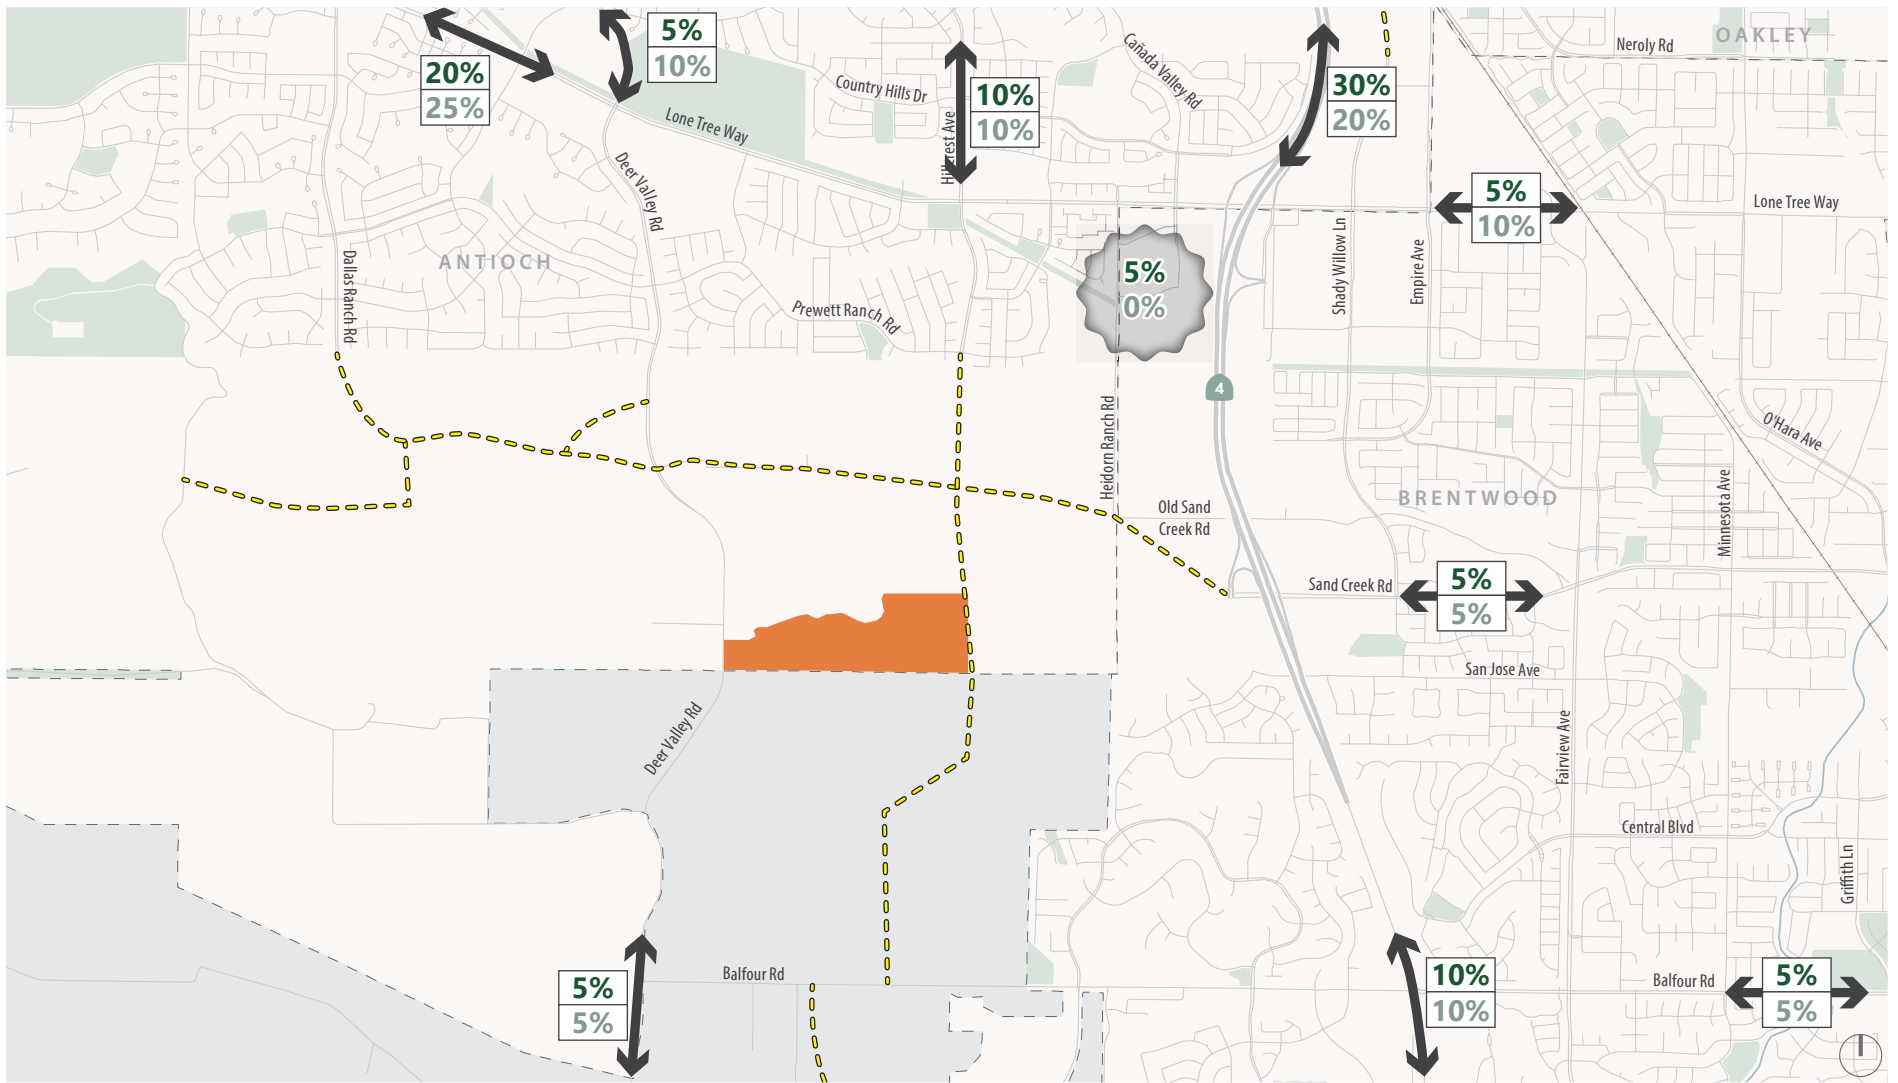 OAKLEY
Neroly Rd
5%
10%
20%
25%
Country Hills Dr
Cañada Valley Rd
10%
10%
30%
20%
Lone Tree Way
Hillcrest Ave
Deer Valley Rd
5%
10%
Lone Tree Way
ANTIOCH
Dallas Ranch Rd
Prewett Ranch Rd
5%
0%
Shady Willow Ln
Empire Ave
4
Heidorn Ranch Rd
O'Hara Ave
BRENTWOOD
Minnesota Ave
Old Sand
Creek Rd
Sand Creek Rd
5%
5%
San Jose Ave
Deer Valley Rd
Fairview Ave
Central Blvd
Griffith Ln
Balfour Rd
5%
5%
10%
10%
Balfour Rd
5%
5%